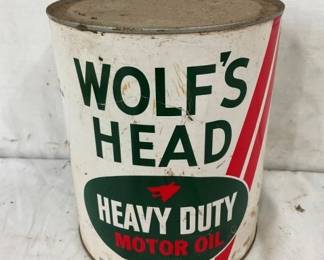 WOLF'S
HEAD
HEAVY DUTY
MOTOR OIL